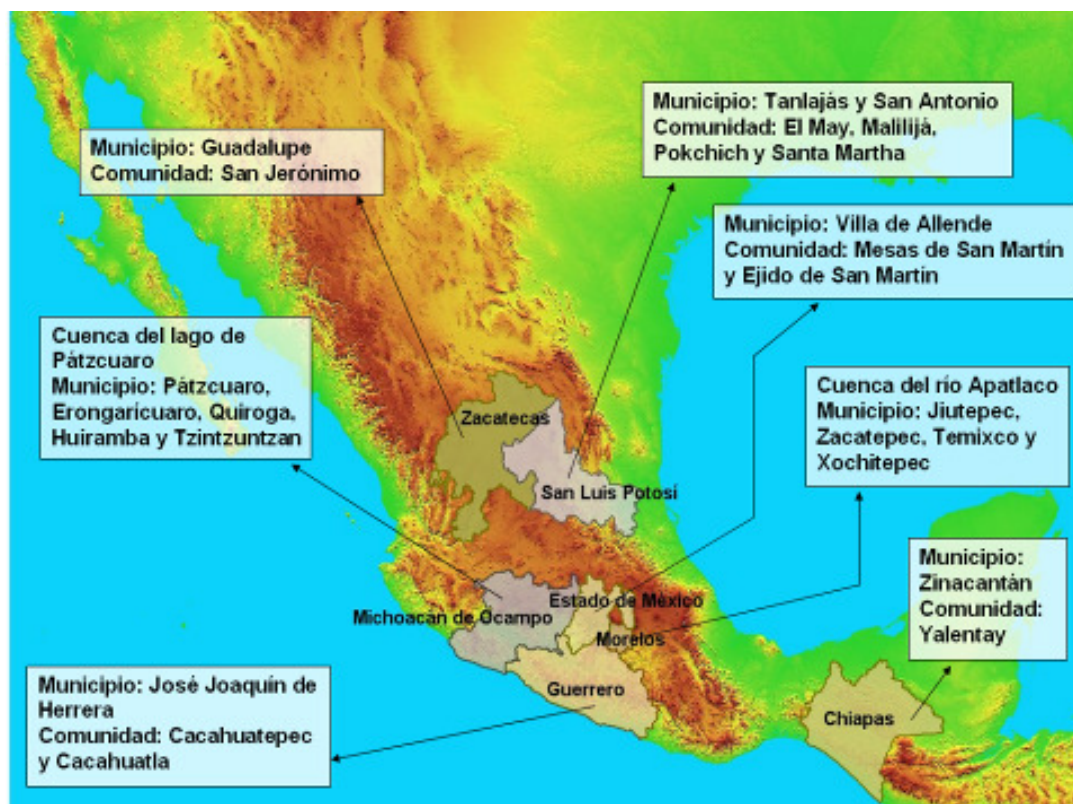 Municipio: Tanlajás y San Antonio
Comunidad: El May, Malilijá,
Pokchich y Santa Martha
Municipio: Guadalupe
Comunidad: San Jerónimo
Municipio: Villa de Allende
Comunidad: Mesas de San Martín
y Ejido de San Martín
Cuenca del lago de
Pátzcuaro
Municipio: Pátzcuaro,
Erongarícuaro, Quiroga,
Huiramba y Tzintzuntzan
Cuenca del río Apatlaco
Municipio: Jiutepec,
Zacatepec, Temixco y
Xochitepec
Zacatecas
San Luis Potosí
Municipio:
Zinacantán
Comunidad:
Yalentay
Estado de México
Michoacán de Ocampo
Morelos
Guerrero
Chiapas
Municipio: José Joaquín de
Herrera
Comunidad: Cacahuatepec
y Cacahuatla